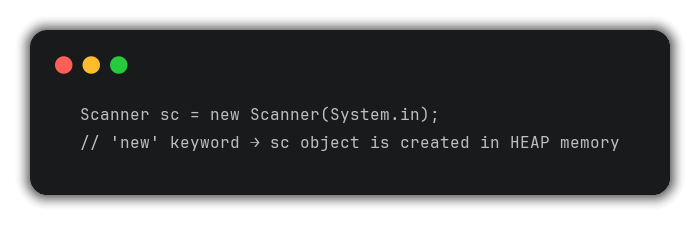 Scanner sc = new Scanner(System.in);
// 'new' keyword → sc object is created in HEAP memory